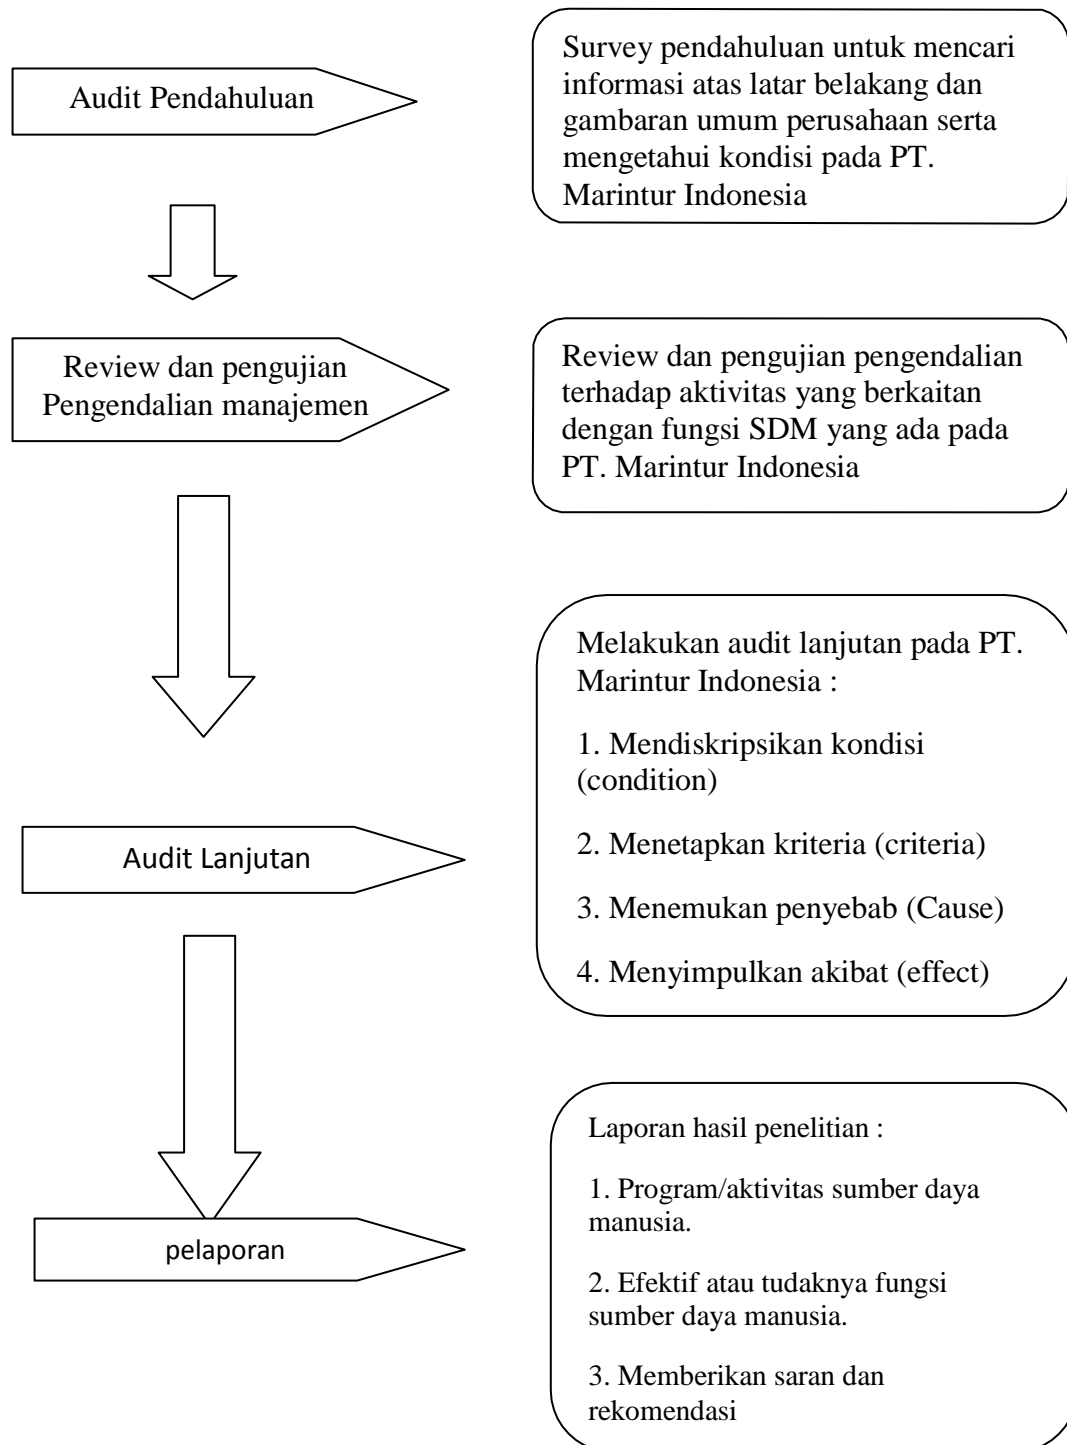 Audit Pendahuluan
Survey pendahuluan untuk mencari
informasi atas latar belakang dan
gambaran umum perusahaan serta
mengetahui kondisi pada PT.
Marintur Indonesia
Review dan pengujian
Pengendalian manajemen
Review dan pengujian pengendalian
terhadap aktivitas yang berkaitan
dengan fungsi SDM yang ada pada
PT. Marintur Indonesia
Audit Lanjutan
Melakukan audit lanjutan pada PT.
Marintur Indonesia :
1. Mendiskripsikan kondisi
(condition)
2. Menetapkan kriteria (criteria)
3. Menemukan penyebab (Cause)
4. Menyimpulkan akibat (effect)
pelaporan
Laporan hasil penelitian :
1. Program/aktivitas sumber daya
manusia.
2. Efektif atau tudaknya fungsi
sumber daya manusia.
3. Memberikan saran dan
rekomendasi